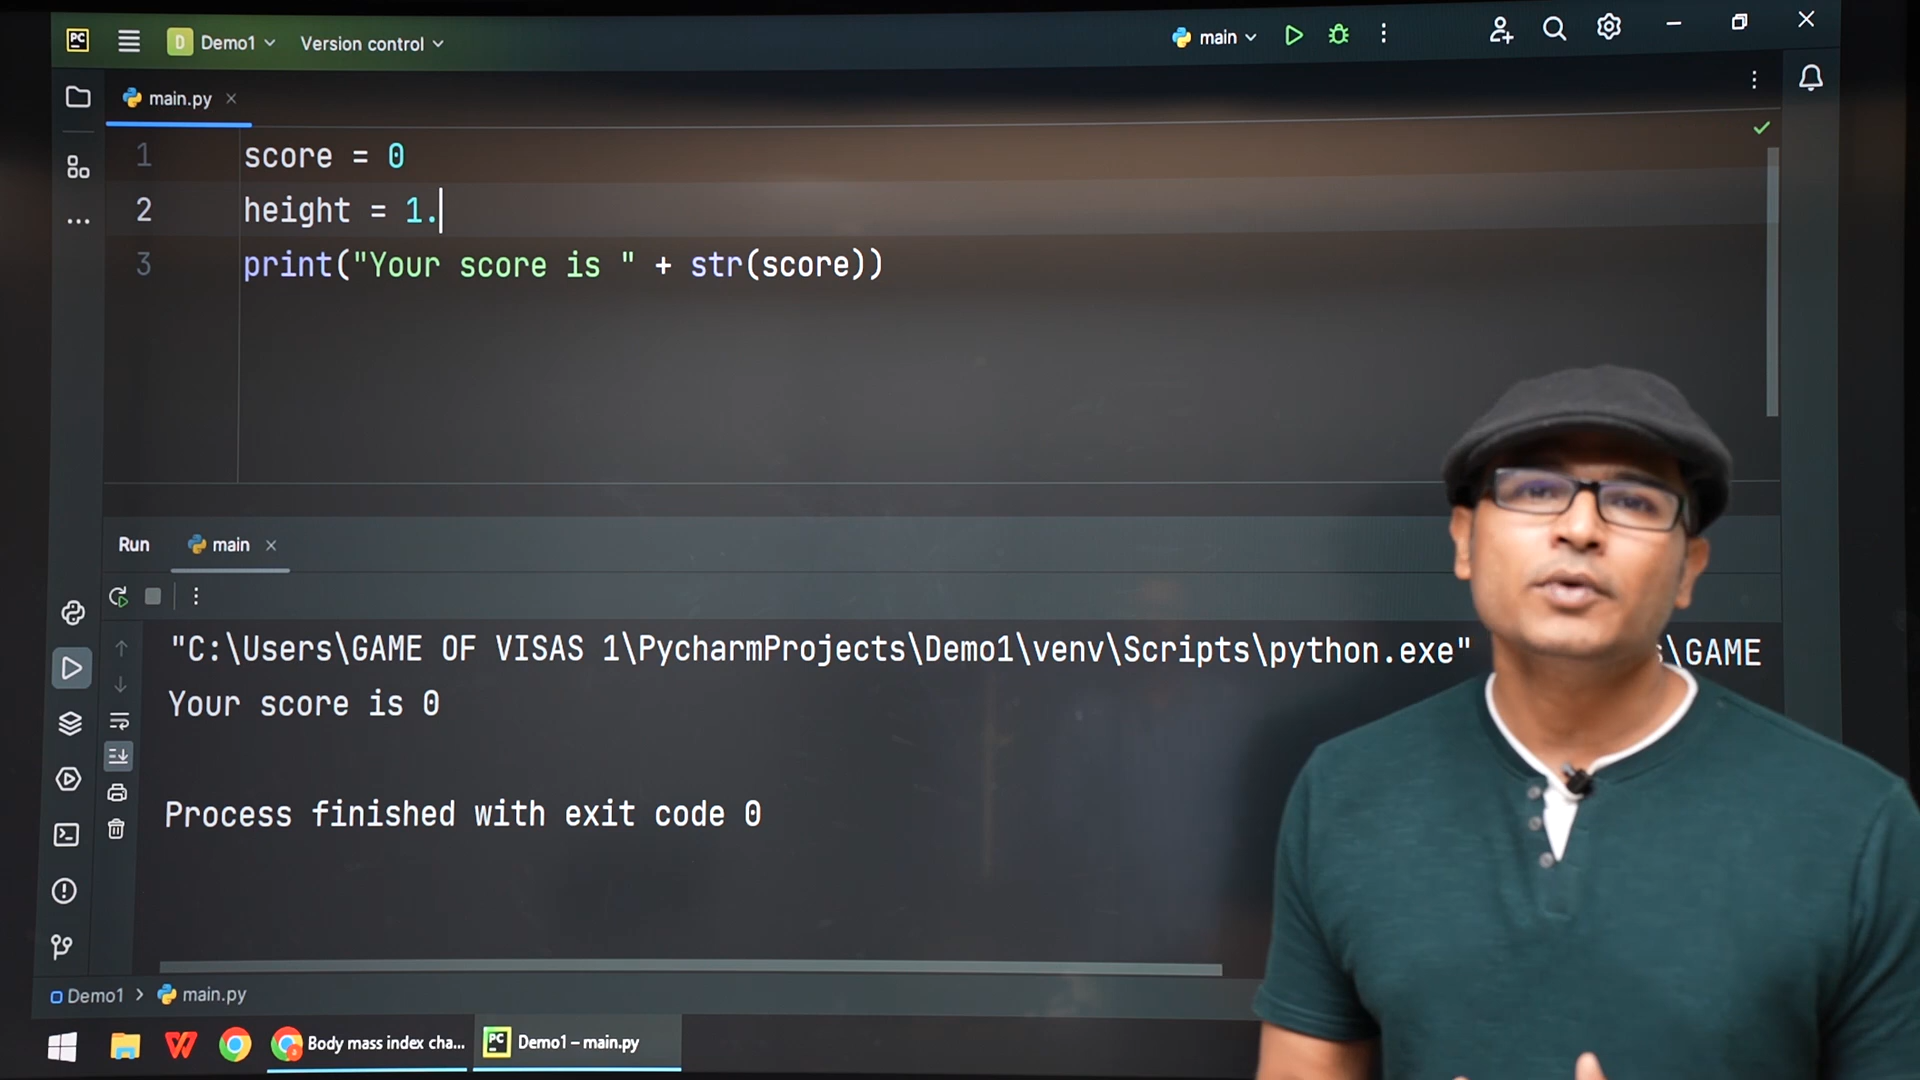 PC D Demo1 Version control main
main.py
1 score = 0
2 height = 1.
3 print("Your score is " + str(score))
Run main
"C:\Users\GAME OF VISAS 1\PycharmProjects\Demo1\venv\Scripts\python.exe" s\GAME
Your score is 0
Process finished with exit code 0
Demo1 > main.py
W Body mass index cha... PC Demo1 – main.py